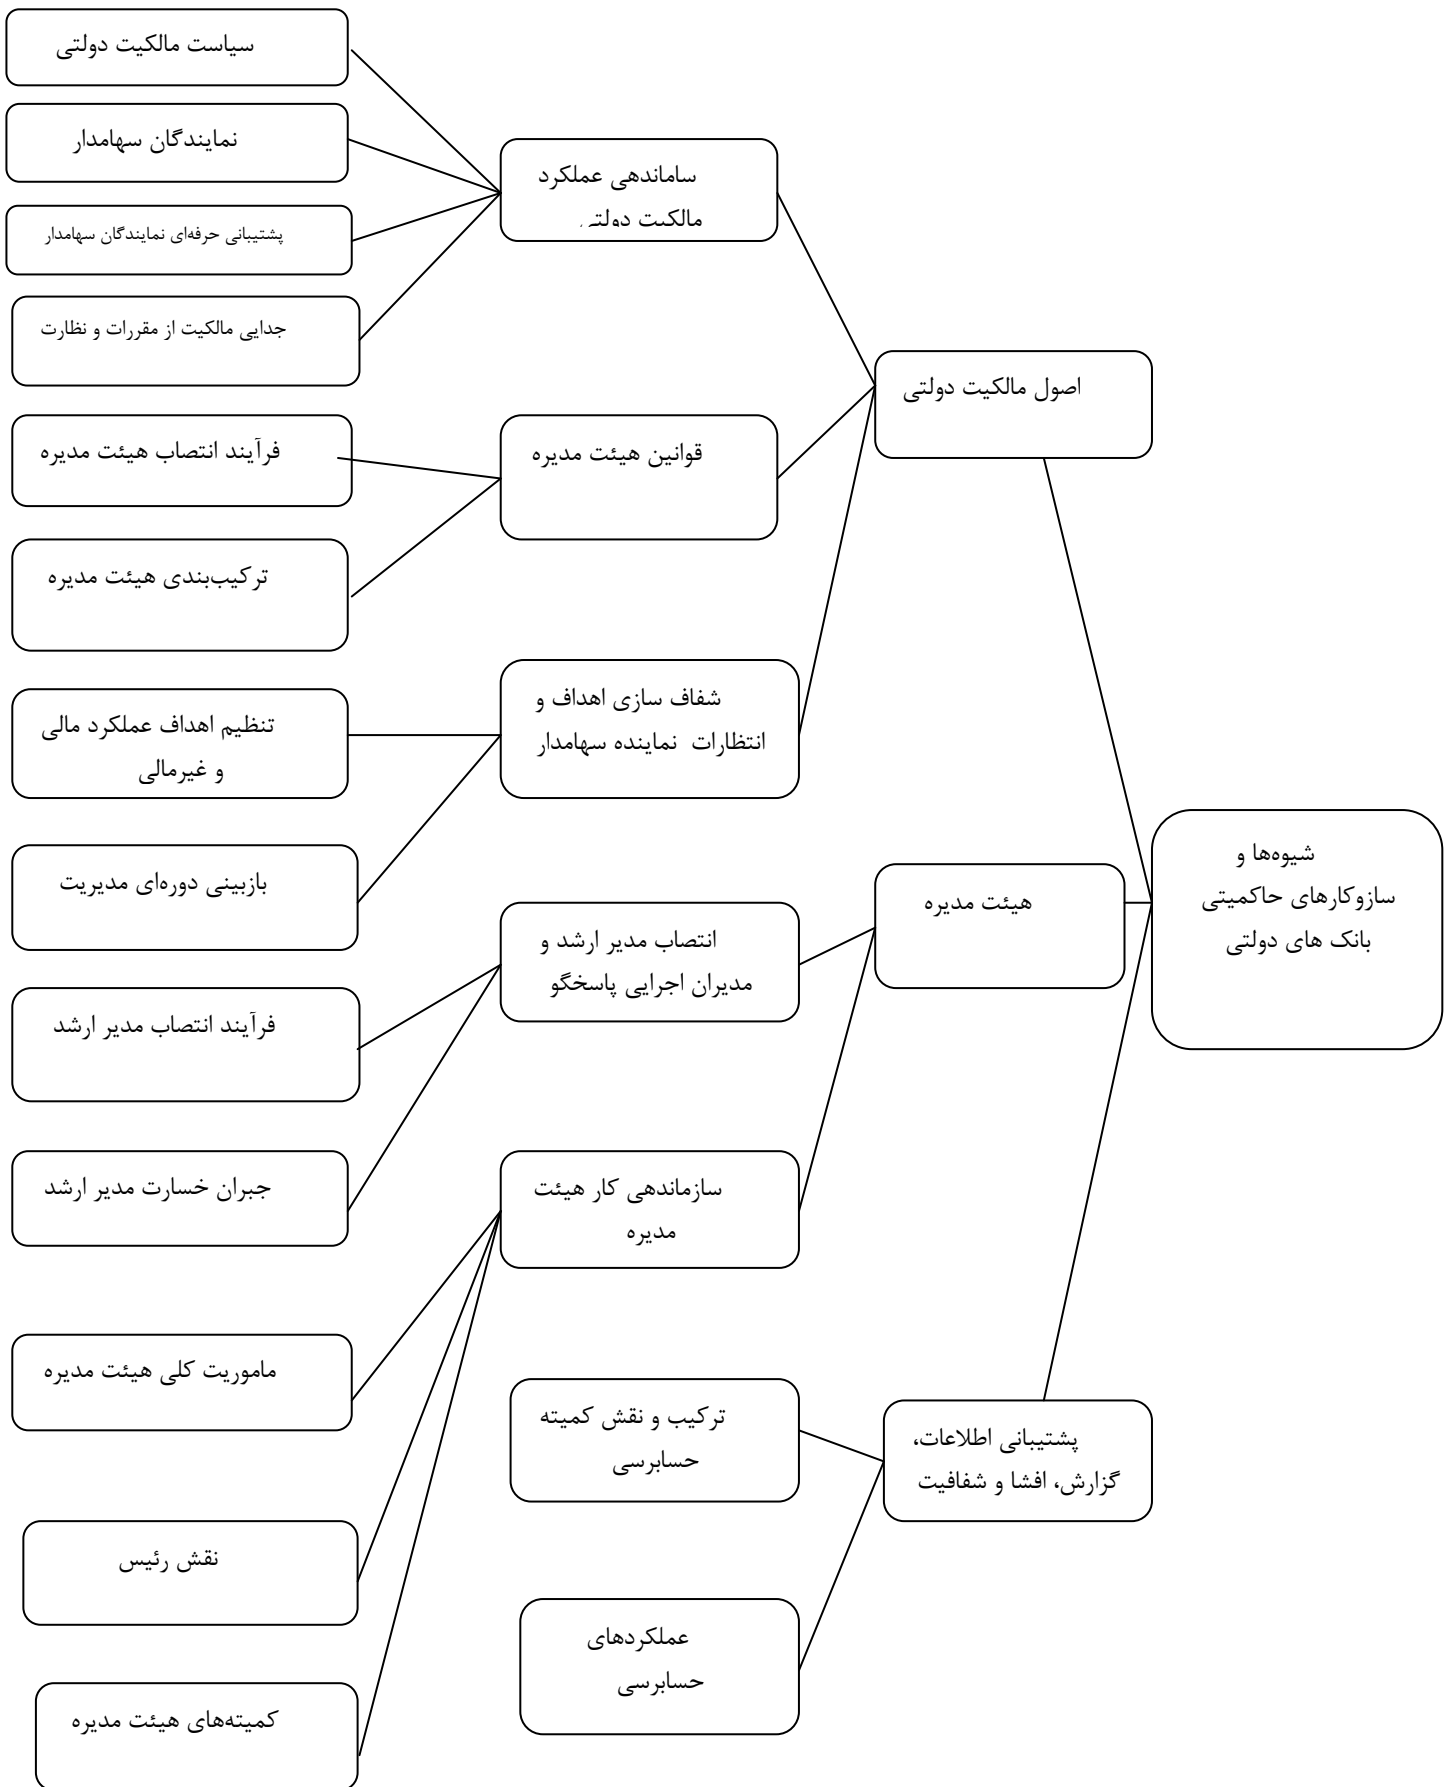 سیاست مالکیت دولتی
نمایندگان سهامدار
ساماندهی عملکرد
مالکیت دولتی
پشتیبانی حرفه‌ای نمایندگان سهامدار
جدایی مالکیت از مقررات و نظارت
اصول مالکیت دولتی
فرآیند انتصاب هیئت مدیره
قوانین هیئت مدیره
ترکیب‌بندی هیئت مدیره
شفاف سازی اهداف و
انتظارات نماینده سهامدار
تنظیم اهداف عملکرد مالی
و غیرمالی
شیوه‌ها و
سازوکارهای حاکمیتی
بانک های دولتی
بازبینی دوره‌ای مدیریت
هیئت مدیره
انتصاب مدیر ارشد و
مدیران اجرایی پاسخگو
فرآیند انتصاب مدیر ارشد
جبران خسارت مدیر ارشد
سازماندهی کار هیئت
مدیره
ماموریت کلی هیئت مدیره
ترکیب و نقش کمیته
حسابرسی
پشتیبانی اطلاعات،
گزارش، افشا و شفافیت
نقش رئیس
عملکردهای
حسابرسی
کمیته‌های هیئت مدیره